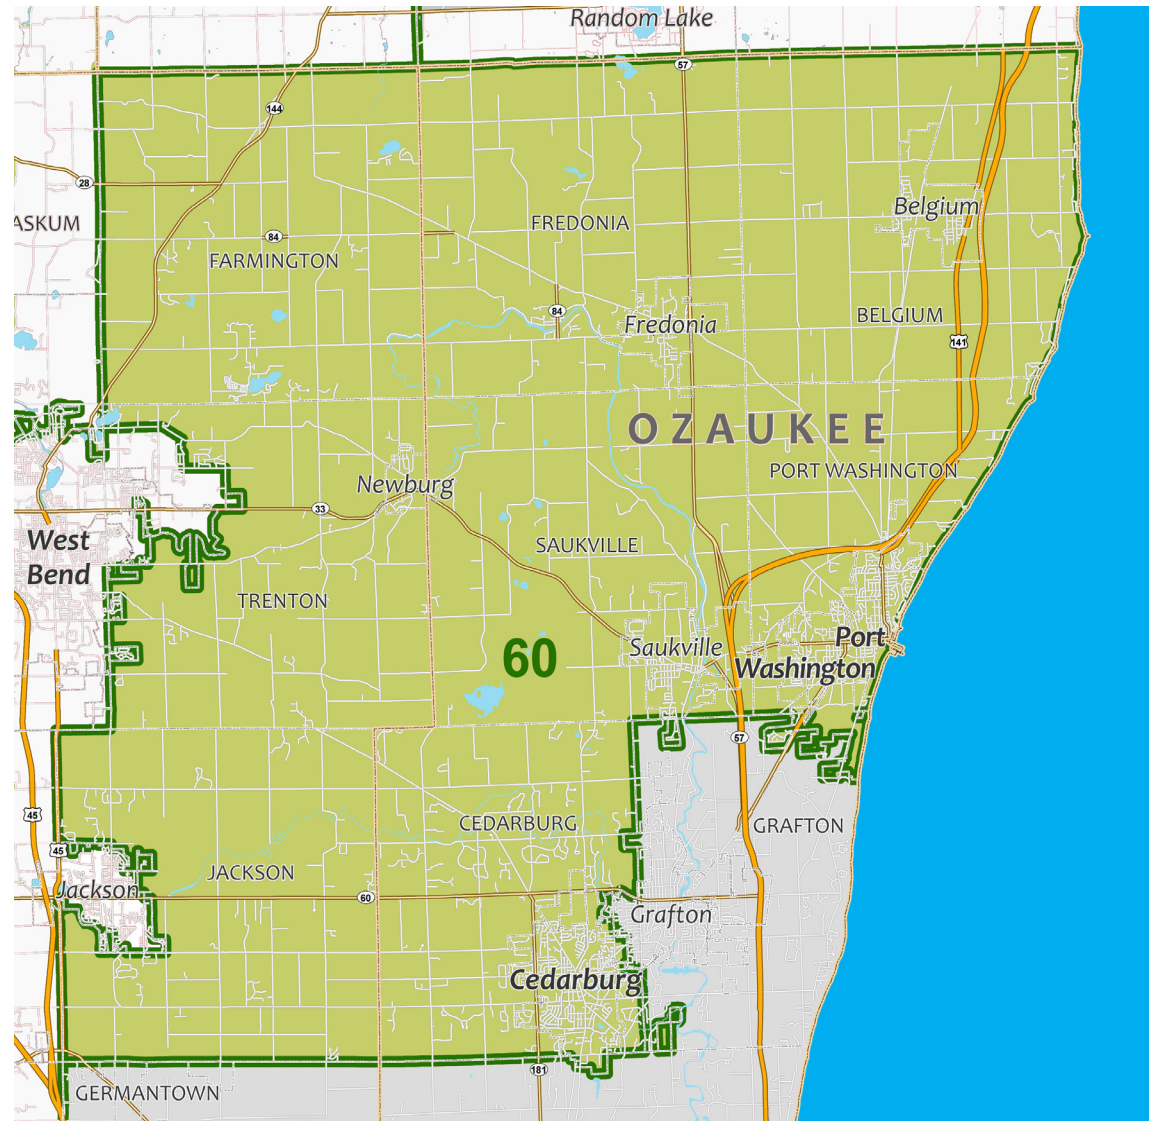 Random Lake
57
144
28
ASKUM
Belgium
FREDONIA
84
FARMINGTON
84
Fredonia
BELGIUM
141
OZAUKEE
PORT WASHINGTON
Newburg
33
West
Bend
SAUKVILLE
TRENTON
60
Saukville
Port
Washington
57
45
CEDARBURG
GRAFTON
45
JACKSON
Jackson
60
Grafton
Cedarburg
181
GERMANTOWN